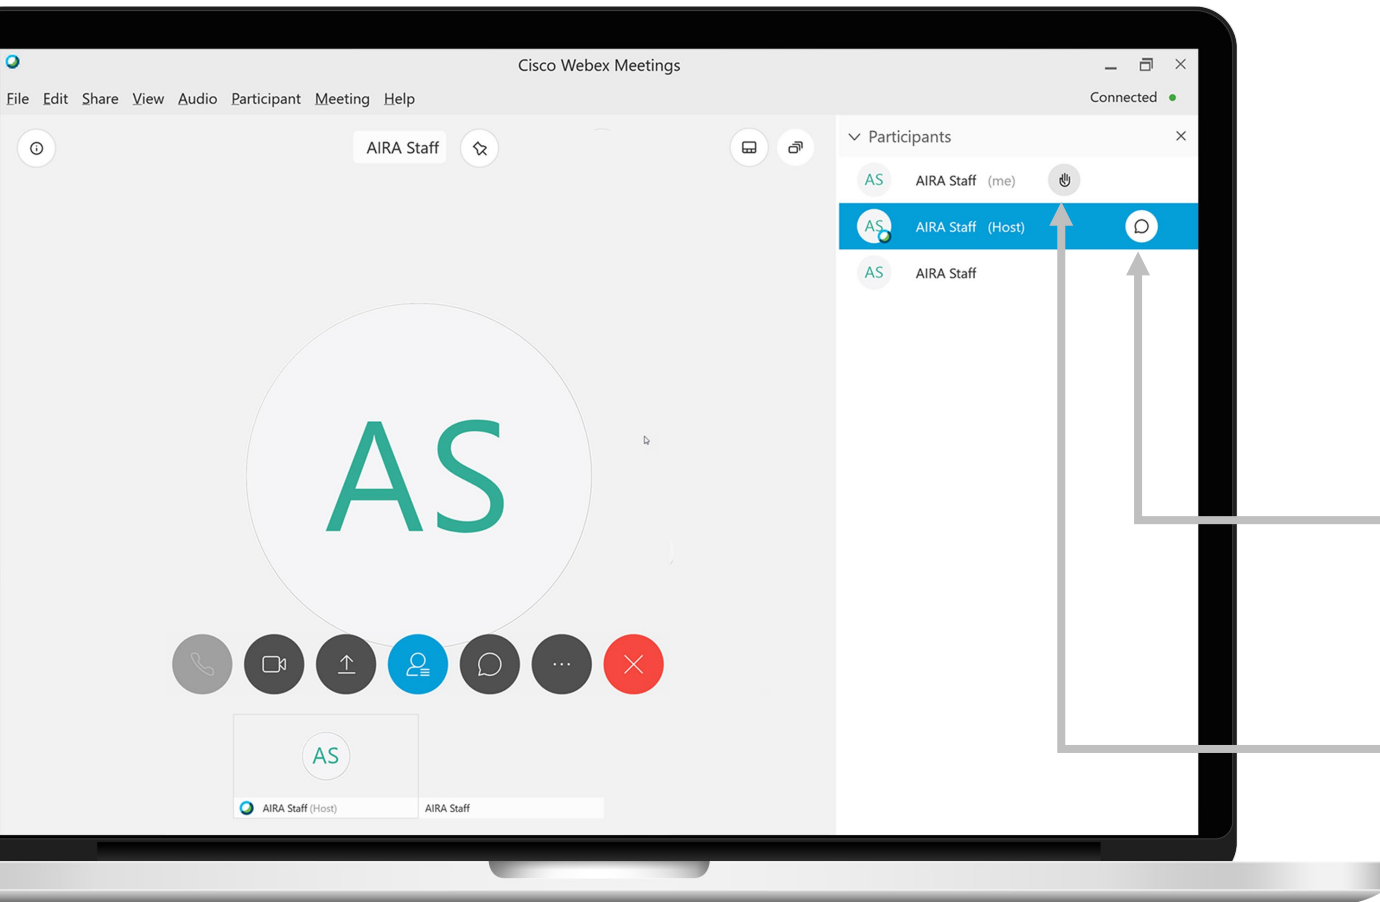 Cisco Webex Meetings
File Edit Share View Audio Participant Meeting Help
Connected
AIRA Staff
AS
AS
AIRA Staff (Host)
AIRA Staff
Participants
AS AIRA Staff (me)
AS AIRA Staff (Host)
AS AIRA Staff